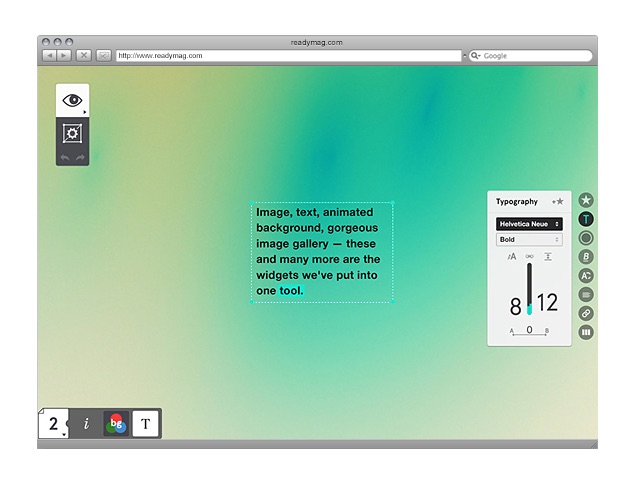 readymag.com
http://www.readymag.com
Google
Image, text, animated
background, gorgeous
image gallery — these
and many more are the
widgets we've put into
one tool.
Typography
Helvetica Neue
Bold
A
8 12
A 0 B
T
B
A
2 i bg T